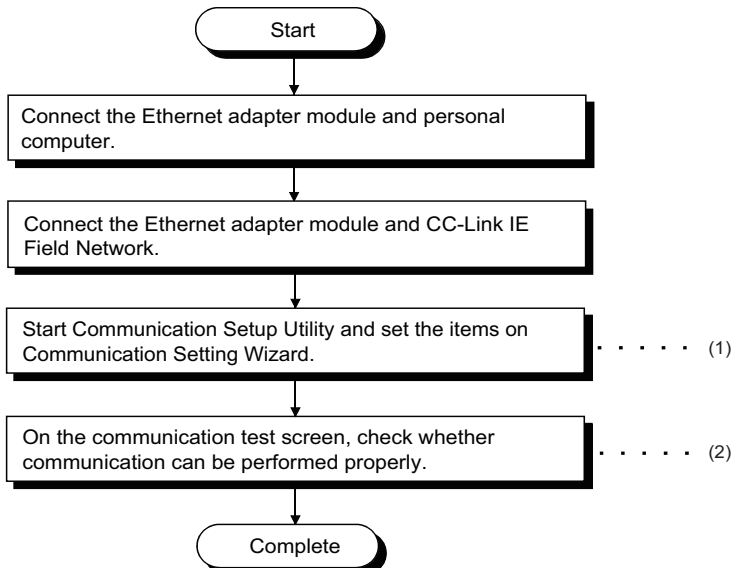 Start
Connect the Ethernet adapter module and personal
computer.
Connect the Ethernet adapter module and CC-Link IE
Field Network.
Start Communication Setup Utility and set the items on
Communication Setting Wizard.
(1)
On the communication test screen, check whether
communication can be performed properly.
(2)
Complete